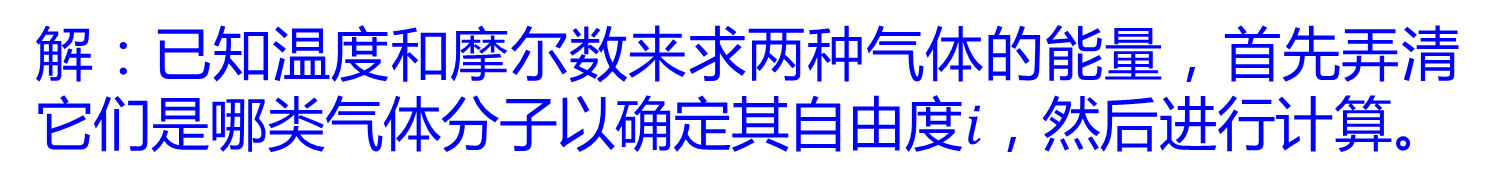 解：已知温度和摩尔数来求两种气体的能量，首先弄清
它们是哪类气体分子以确定其自由度i，然后进行计算。